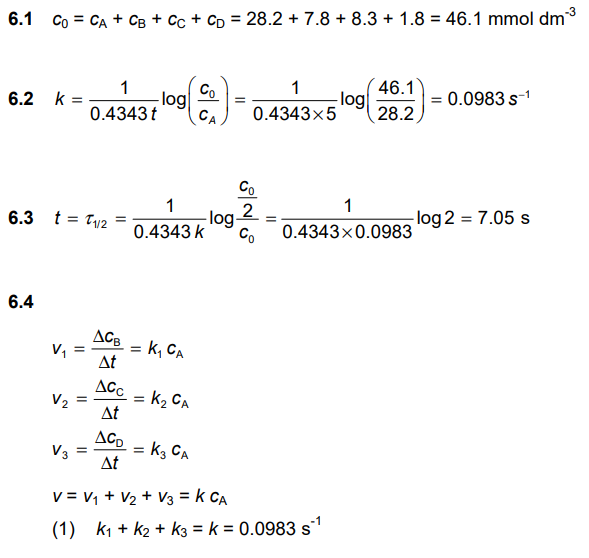 6.1 c₀ = c_A + c_B + c_C + c_D = 28.2 + 7.8 + 8.3 + 1.8 = 46.1 mmol dm⁻³
6.2 k = 1/(0.4343 t) log(c₀/c_A) = 1/(0.4343×5) log(46.1/28.2) = 0.0983 s⁻¹
6.3 t = τ₁/₂ = 1/(0.4343 k) log (c₀/2)/c₀ = 1/(0.4343×0.0983) log 2 = 7.05 s
6.4
v₁ = Δc_B/Δt = k₁ c_A
v₂ = Δc_C/Δt = k₂ c_A
v₃ = Δc_D/Δt = k₃ c_A
v = v₁ + v₂ + v₃ = k c_A
(1) k₁ + k₂ + k₃ = k = 0.0983 s⁻¹